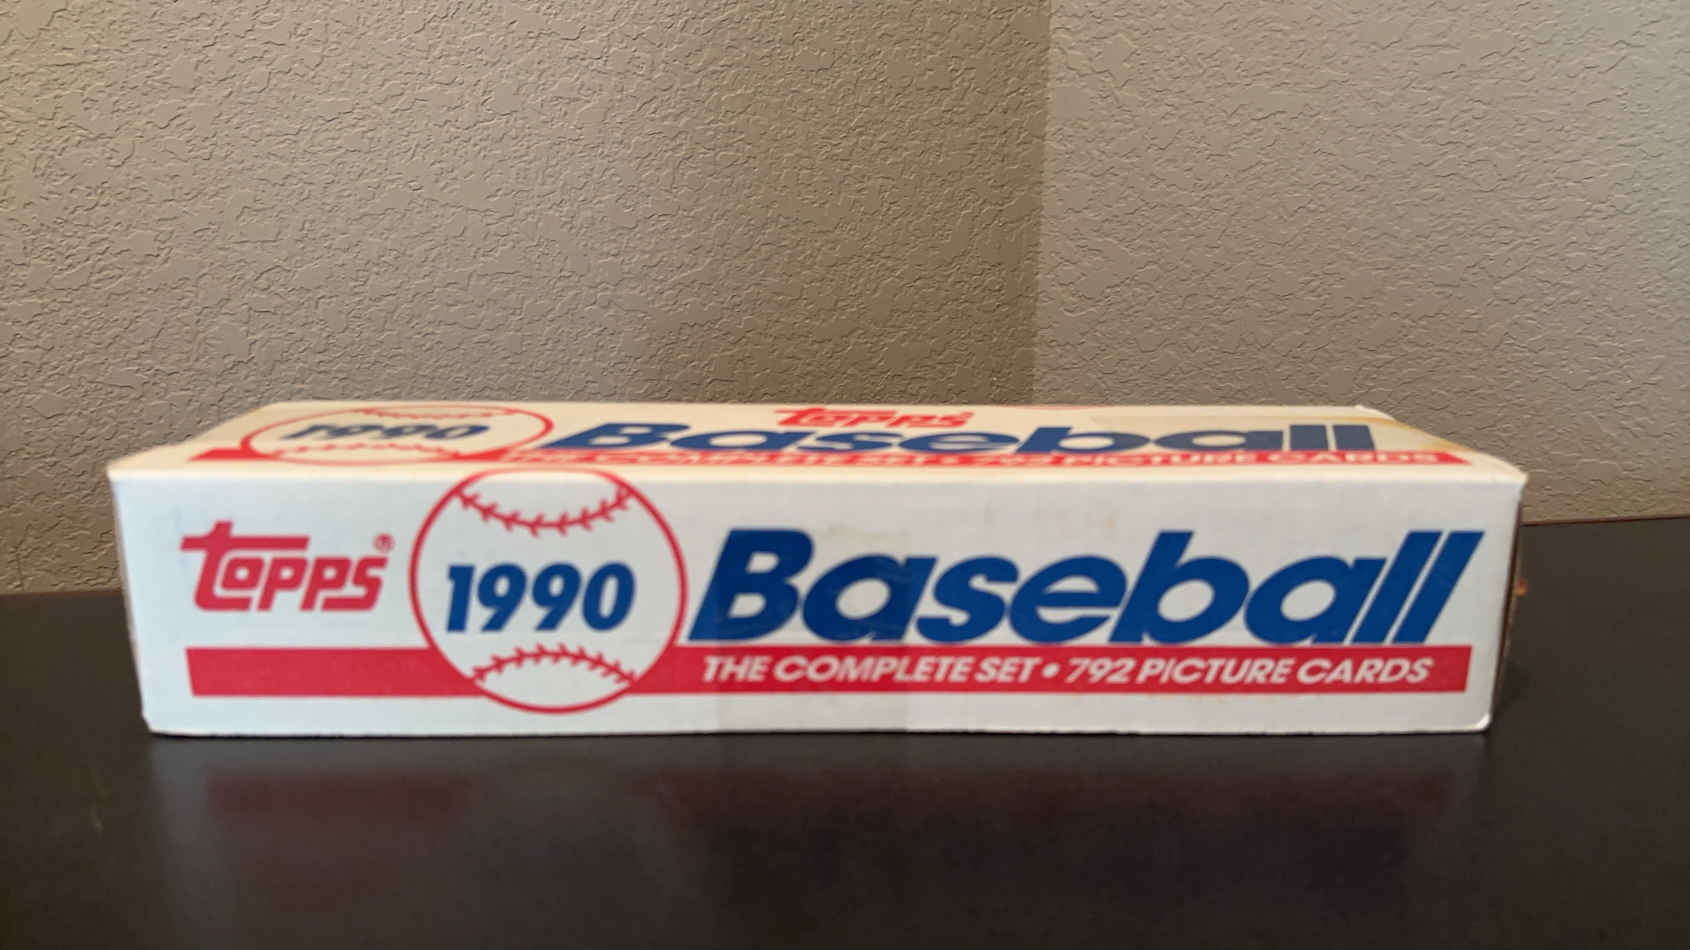 1990
Topps
Baseball
THE COMPLETE SET • 792 PICTURE CARDS
Topps®
1990
Baseball
THE COMPLETE SET • 792 PICTURE CARDS